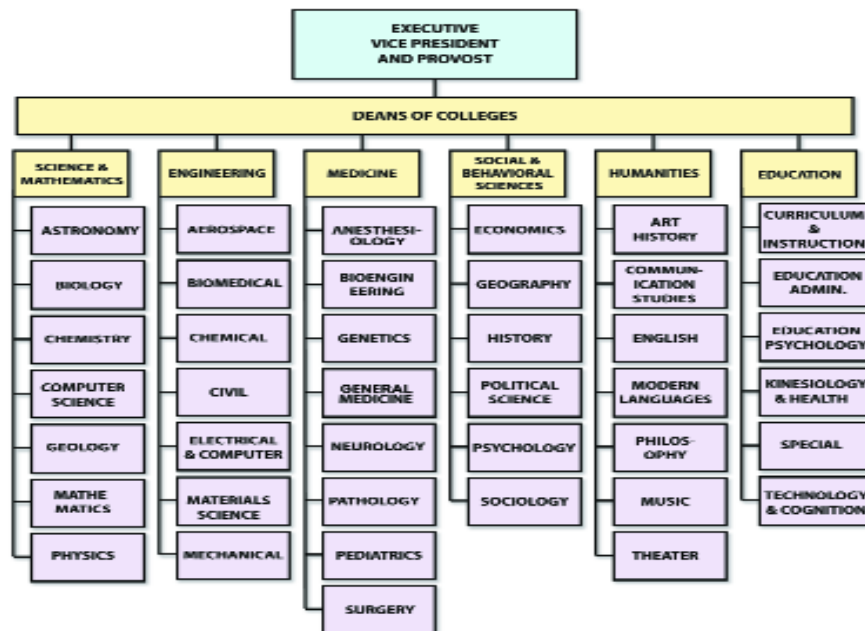 EXECUTIVE
VICE PRESIDENT
AND PROVOST
DEANS OF COLLEGES
SCIENCE &
MATHEMATICS
ENGINEERING
MEDICINE
SOCIAL &
BEHAVIORAL
SCIENCES
HUMANITIES
EDUCATION
ASTRONOMY
BIOLOGY
CHEMISTRY
COMPUTER
SCIENCE
GEOLOGY
MATHE
MATICS
PHYSICS
AEROSPACE
BIOMEDICAL
CHEMICAL
CIVIL
ELECTRICAL
& COMPUTER
MATERIALS
SCIENCE
MECHANICAL
ANESTHESI-
OLOGY
BIOENGIN
EERING
GENETICS
GENERAL
MEDICINE
NEUROLOGY
PATHOLOGY
PEDIATRICS
SURGERY
ECONOMICS
GEOGRAPHY
HISTORY
POLITICAL
SCIENCE
PSYCHOLOGY
SOCIOLOGY
ART
HISTORY
COMMUN-
ICATION
STUDIES
ENGLISH
MODERN
LANGUAGES
PHILOS-
OPHY
MUSIC
THEATER
CURRICULUM
&
INSTRUCTION
EDUCATION
ADMIN.
EDUCATION
PSYCHOLOGY
KINESIOLOGY
& HEALTH
SPECIAL
TECHNOLOGY
& COGNITION